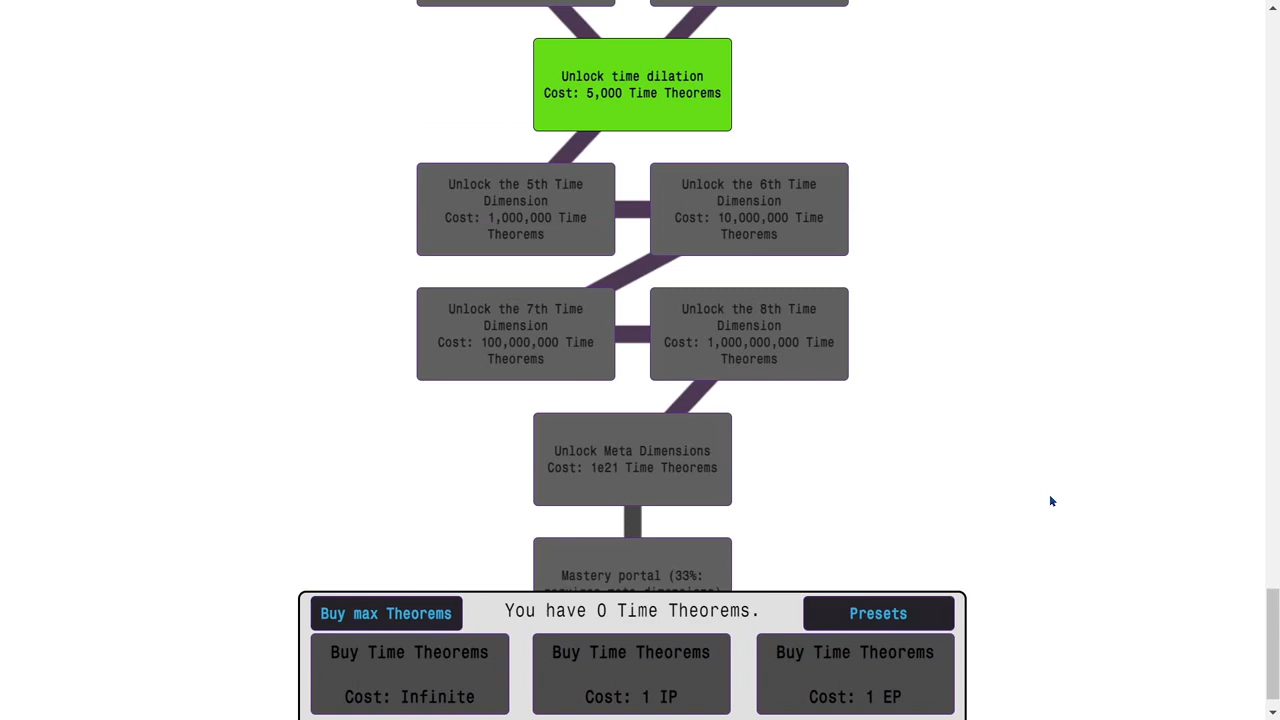 Unlock time dilation
Cost: 5,000 Time Theorems
Unlock the 5th Time
Dimension
Cost: 1,000,000 Time
Theorems
Unlock the 6th Time
Dimension
Cost: 10,000,000 Time
Theorems
Unlock the 7th Time
Dimension
Cost: 100,000,000 Time
Theorems
Unlock the 8th Time
Dimension
Cost: 1,000,000,000 Time
Theorems
Unlock Meta Dimensions
Cost: 1e21 Time Theorems
Mastery portal (33%:
requires meta dimensions)
Buy max Theorems
You have 0 Time Theorems.
Presets
Buy Time Theorems
Cost: Infinite
Buy Time Theorems
Cost: 1 IP
Buy Time Theorems
Cost: 1 EP